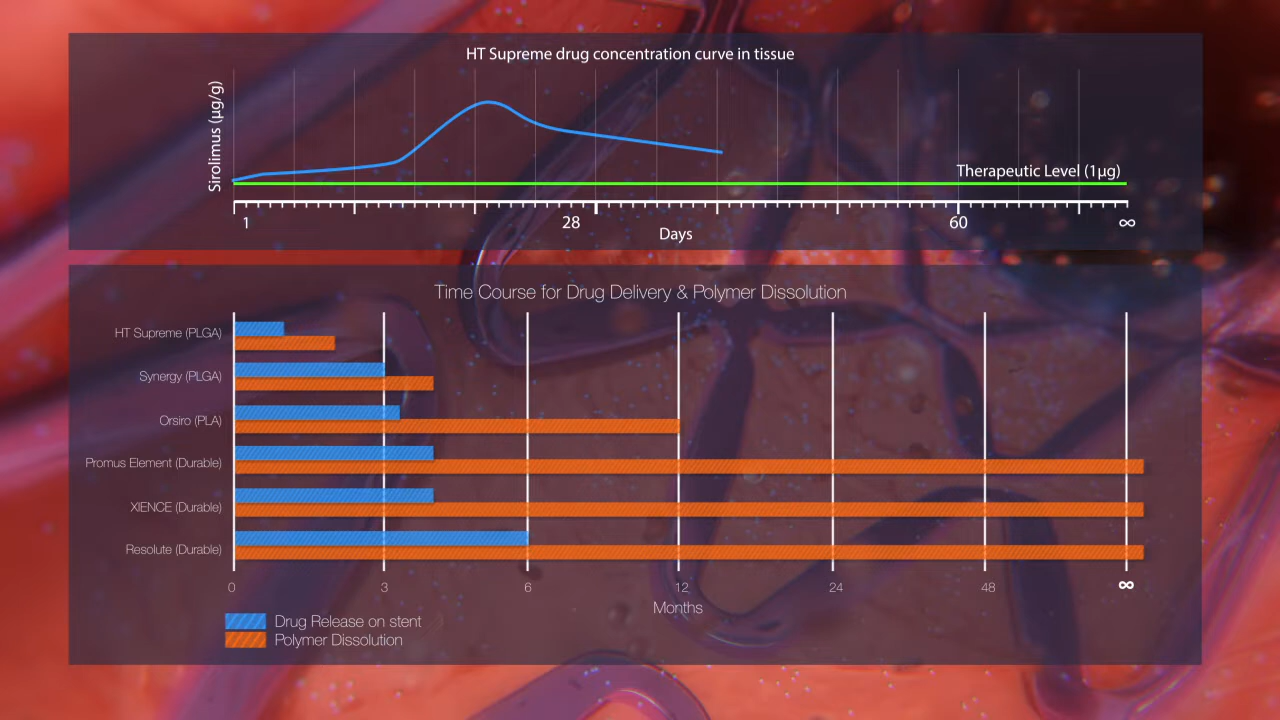 HT Supreme drug concentration curve in tissue
Sirolimus (µg/g)
Therapeutic Level (1µg)
1 28 60 ∞
Days
Time Course for Drug Delivery & Polymer Dissolution
HT Supreme (PLGA)
Synergy (PLGA)
Orsiro (PLA)
Promus Element (Durable)
XIENCE (Durable)
Resolute (Durable)
0 3 6 12 24 48 ∞
Months
Drug Release on stent
Polymer Dissolution